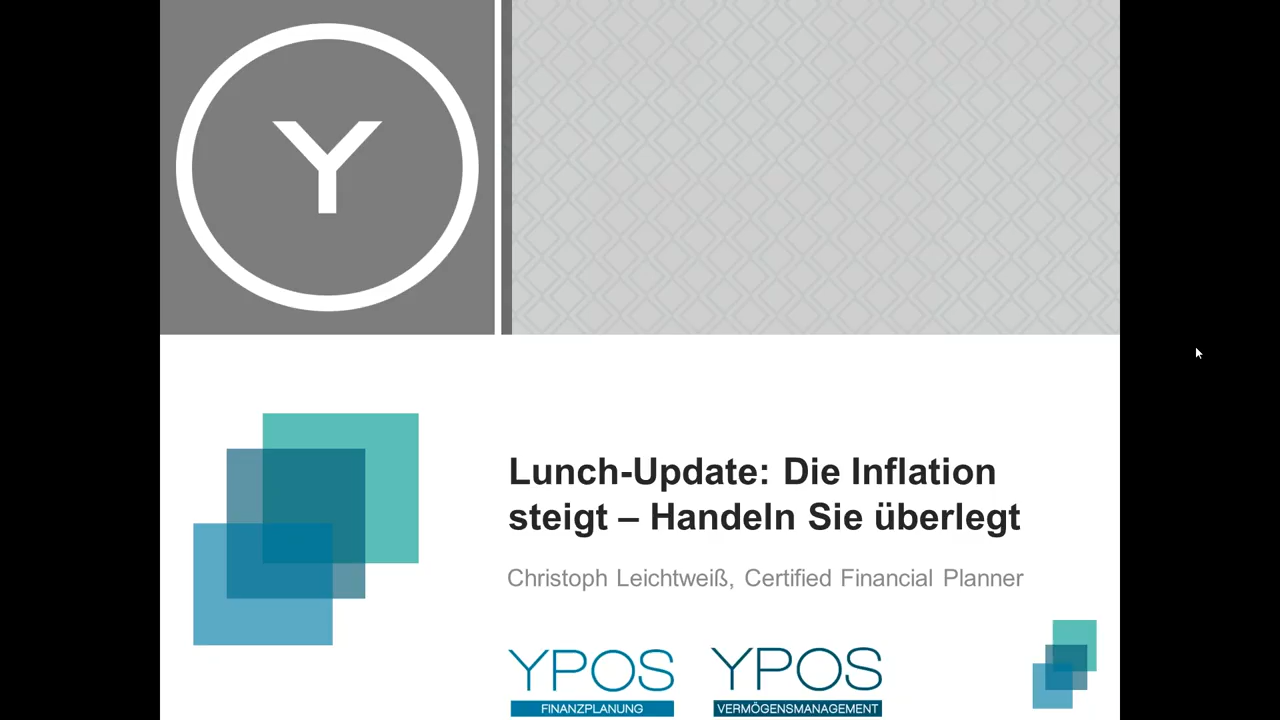 Y
Lunch-Update: Die Inflation
steigt – Handeln Sie überlegt
Christoph Leichtweiß, Certified Financial Planner
YPOS YPOS
FINANZPLANUNG VERMÖGENSMANAGEMENT